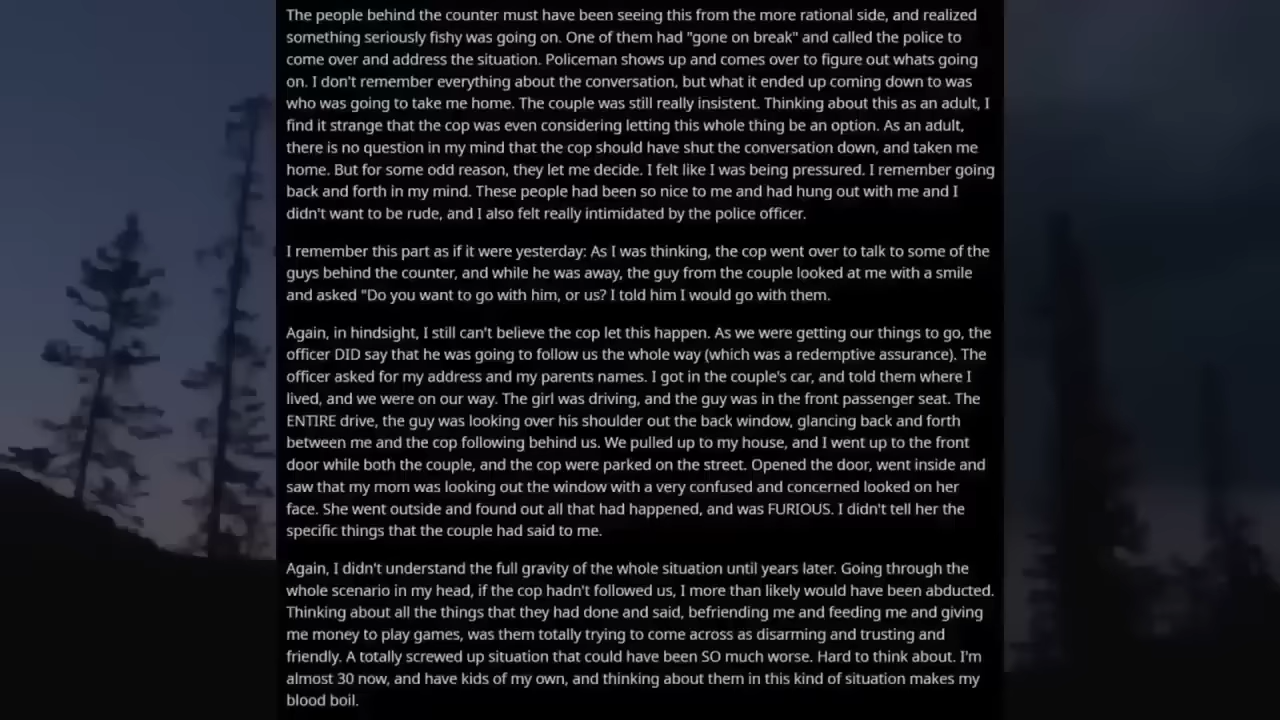 The people behind the counter must have been seeing this from the more rational side, and realized
something seriously fishy was going on. One of them had "gone on break" and called the police to
come over and address the situation. Policeman shows up and comes over to figure out whats going
on. I don't remember everything about the conversation, but what it ended up coming down to was
who was going to take me home. The couple was still really insistent. Thinking about this as an adult, I
find it strange that the cop was even considering letting this whole thing be an option. As an adult,
there is no question in my mind that the cop should have shut the conversation down, and taken me
home. But for some odd reason, they let me decide. I felt like I was being pressured. I remember going
back and forth in my mind. These people had been so nice to me and had hung out with me and I
didn't want to be rude, and I also felt really intimidated by the police officer.
I remember this part as if it were yesterday: As I was thinking, the cop went over to talk to some of the
guys behind the counter, and while he was away, the guy from the couple looked at me with a smile
and asked "Do you want to go with him, or us? I told him I would go with them.
Again, in hindsight, I still can't believe the cop let this happen. As we were getting our things to go, the
officer DID say that he was going to follow us the whole way (which was a redemptive assurance). The
officer asked for my address and my parents names. I got in the couple's car, and told them where I
lived, and we were on our way. The girl was driving, and the guy was in the front passenger seat. The
ENTIRE drive, the guy was looking over his shoulder out the back window, glancing back and forth
between me and the cop following behind us. We pulled up to my house, and I went up to the front
door while both the couple, and the cop were parked on the street. Opened the door, went inside and
saw that my mom was looking out the window with a very confused and concerned looked on her
face. She went outside and found out all that had happened, and was FURIOUS. I didn't tell her the
specific things that the couple had said to me.
Again, I didn't understand the full gravity of the whole situation until years later. Going through the
whole scenario in my head, if the cop hadn't followed us, I more than likely would have been abducted.
Thinking about all the things that they had done and said, befriending me and feeding me and giving
me money to play games, was them totally trying to come across as disarming and trusting and
friendly. A totally screwed up situation that could have been SO much worse. Hard to think about. I'm
almost 30 now, and have kids of my own, and thinking about them in this kind of situation makes my
blood boil.